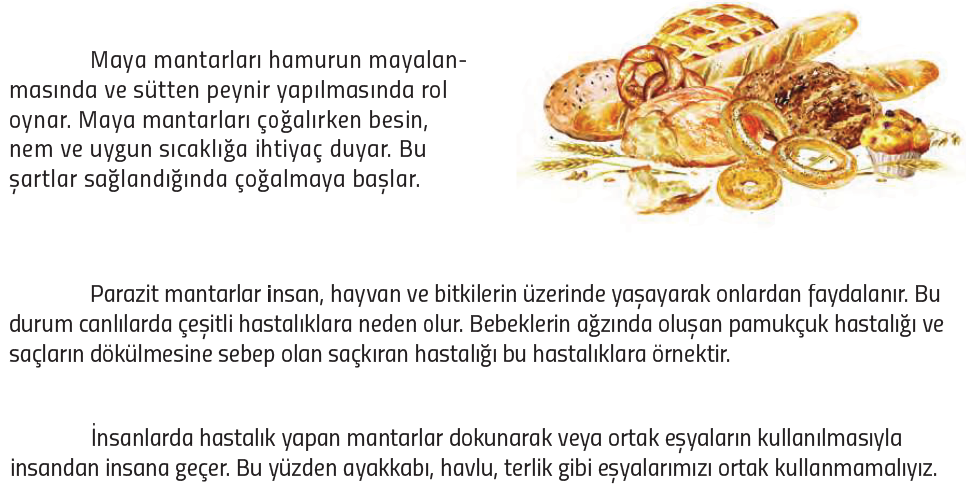 Maya mantarları hamurun mayalan-
masında ve sütten peynir yapılmasında rol
oynar. Maya mantarları çoğalırken besin,
nem ve uygun sıcaklığa ihtiyaç duyar. Bu
şartlar sağlandığında çoğalmaya başlar.
Parazit mantarlar insan, hayvan ve bitkilerin üzerinde yaşayarak onlardan faydalanır. Bu
durum canlılarda çeşitli hastalıklara neden olur. Bebeklerin ağzında oluşan pamukçuk hastalığı ve
saçların dökülmesine sebep olan saçkıran hastalığı bu hastalıklara örnektir.
İnsanlarda hastalık yapan mantarlar dokunarak veya ortak eşyaların kullanılmasıyla
insandan insana geçer. Bu yüzden ayakkabı, havlu, terlik gibi eşyalarımızı ortak kullanmamalıyız.